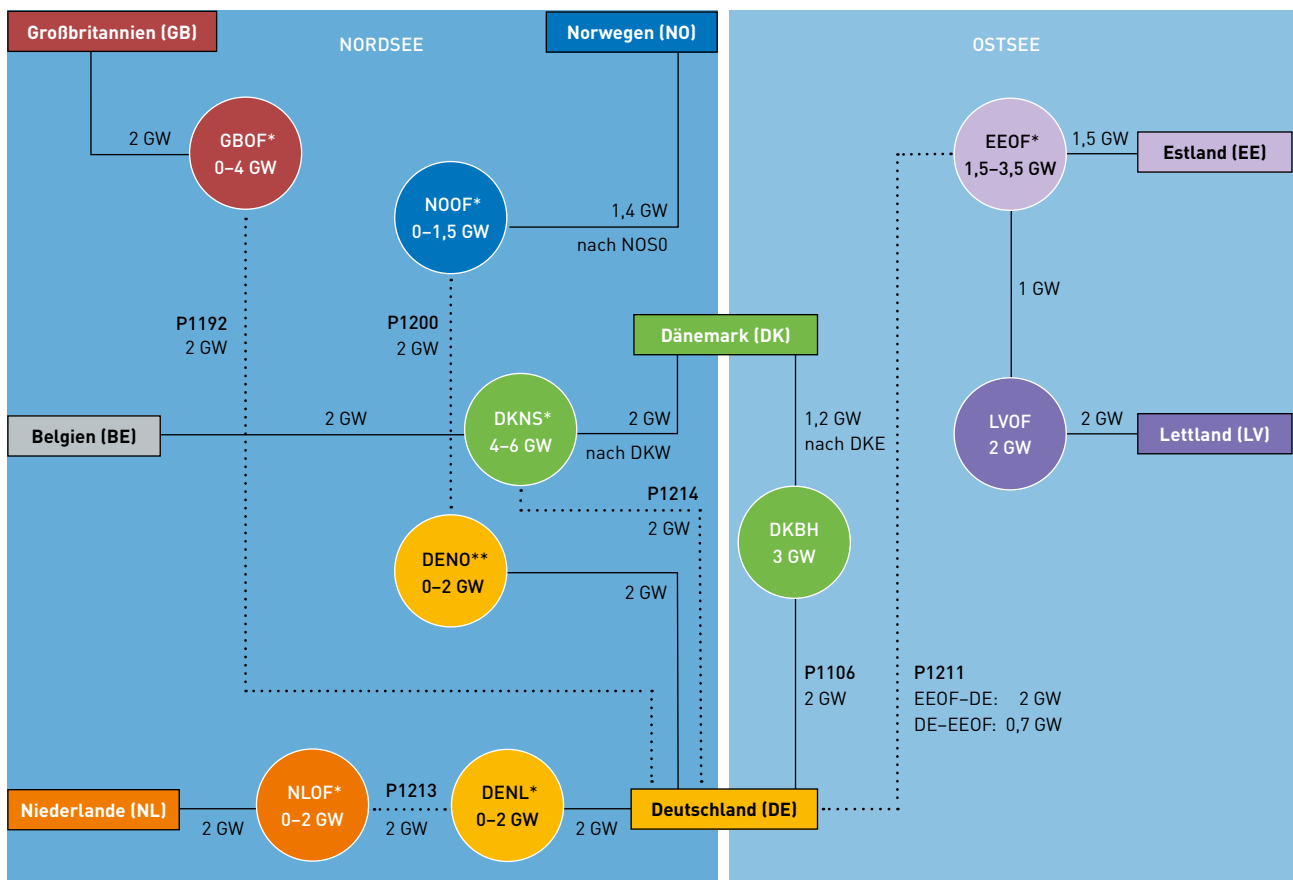 Großbritannien (GB)
NORDSEE
Norwegen (NO)
OSTSEE
2 GW
GBOF*
0–4 GW
EEOF*
1,5–3,5 GW
1,5 GW
Estland (EE)
NOOF*
0–1,5 GW
1,4 GW
nach NOS0
1 GW
P1192
2 GW
P1200
2 GW
Dänemark (DK)
Belgien (BE)
2 GW
DKNS*
4–6 GW
2 GW
nach DKW
1,2 GW
nach DKE
LVOF
2 GW
2 GW
Lettland (LV)
P1214
2 GW
DKBH
3 GW
DENO**
0–2 GW
2 GW
P1106
2 GW
P1211
EEOF–DE: 2 GW
DE–EEOF: 0,7 GW
Niederlande (NL)
2 GW
NLOF*
0–2 GW
P1213
2 GW
DENL*
0–2 GW
2 GW
Deutschland (DE)